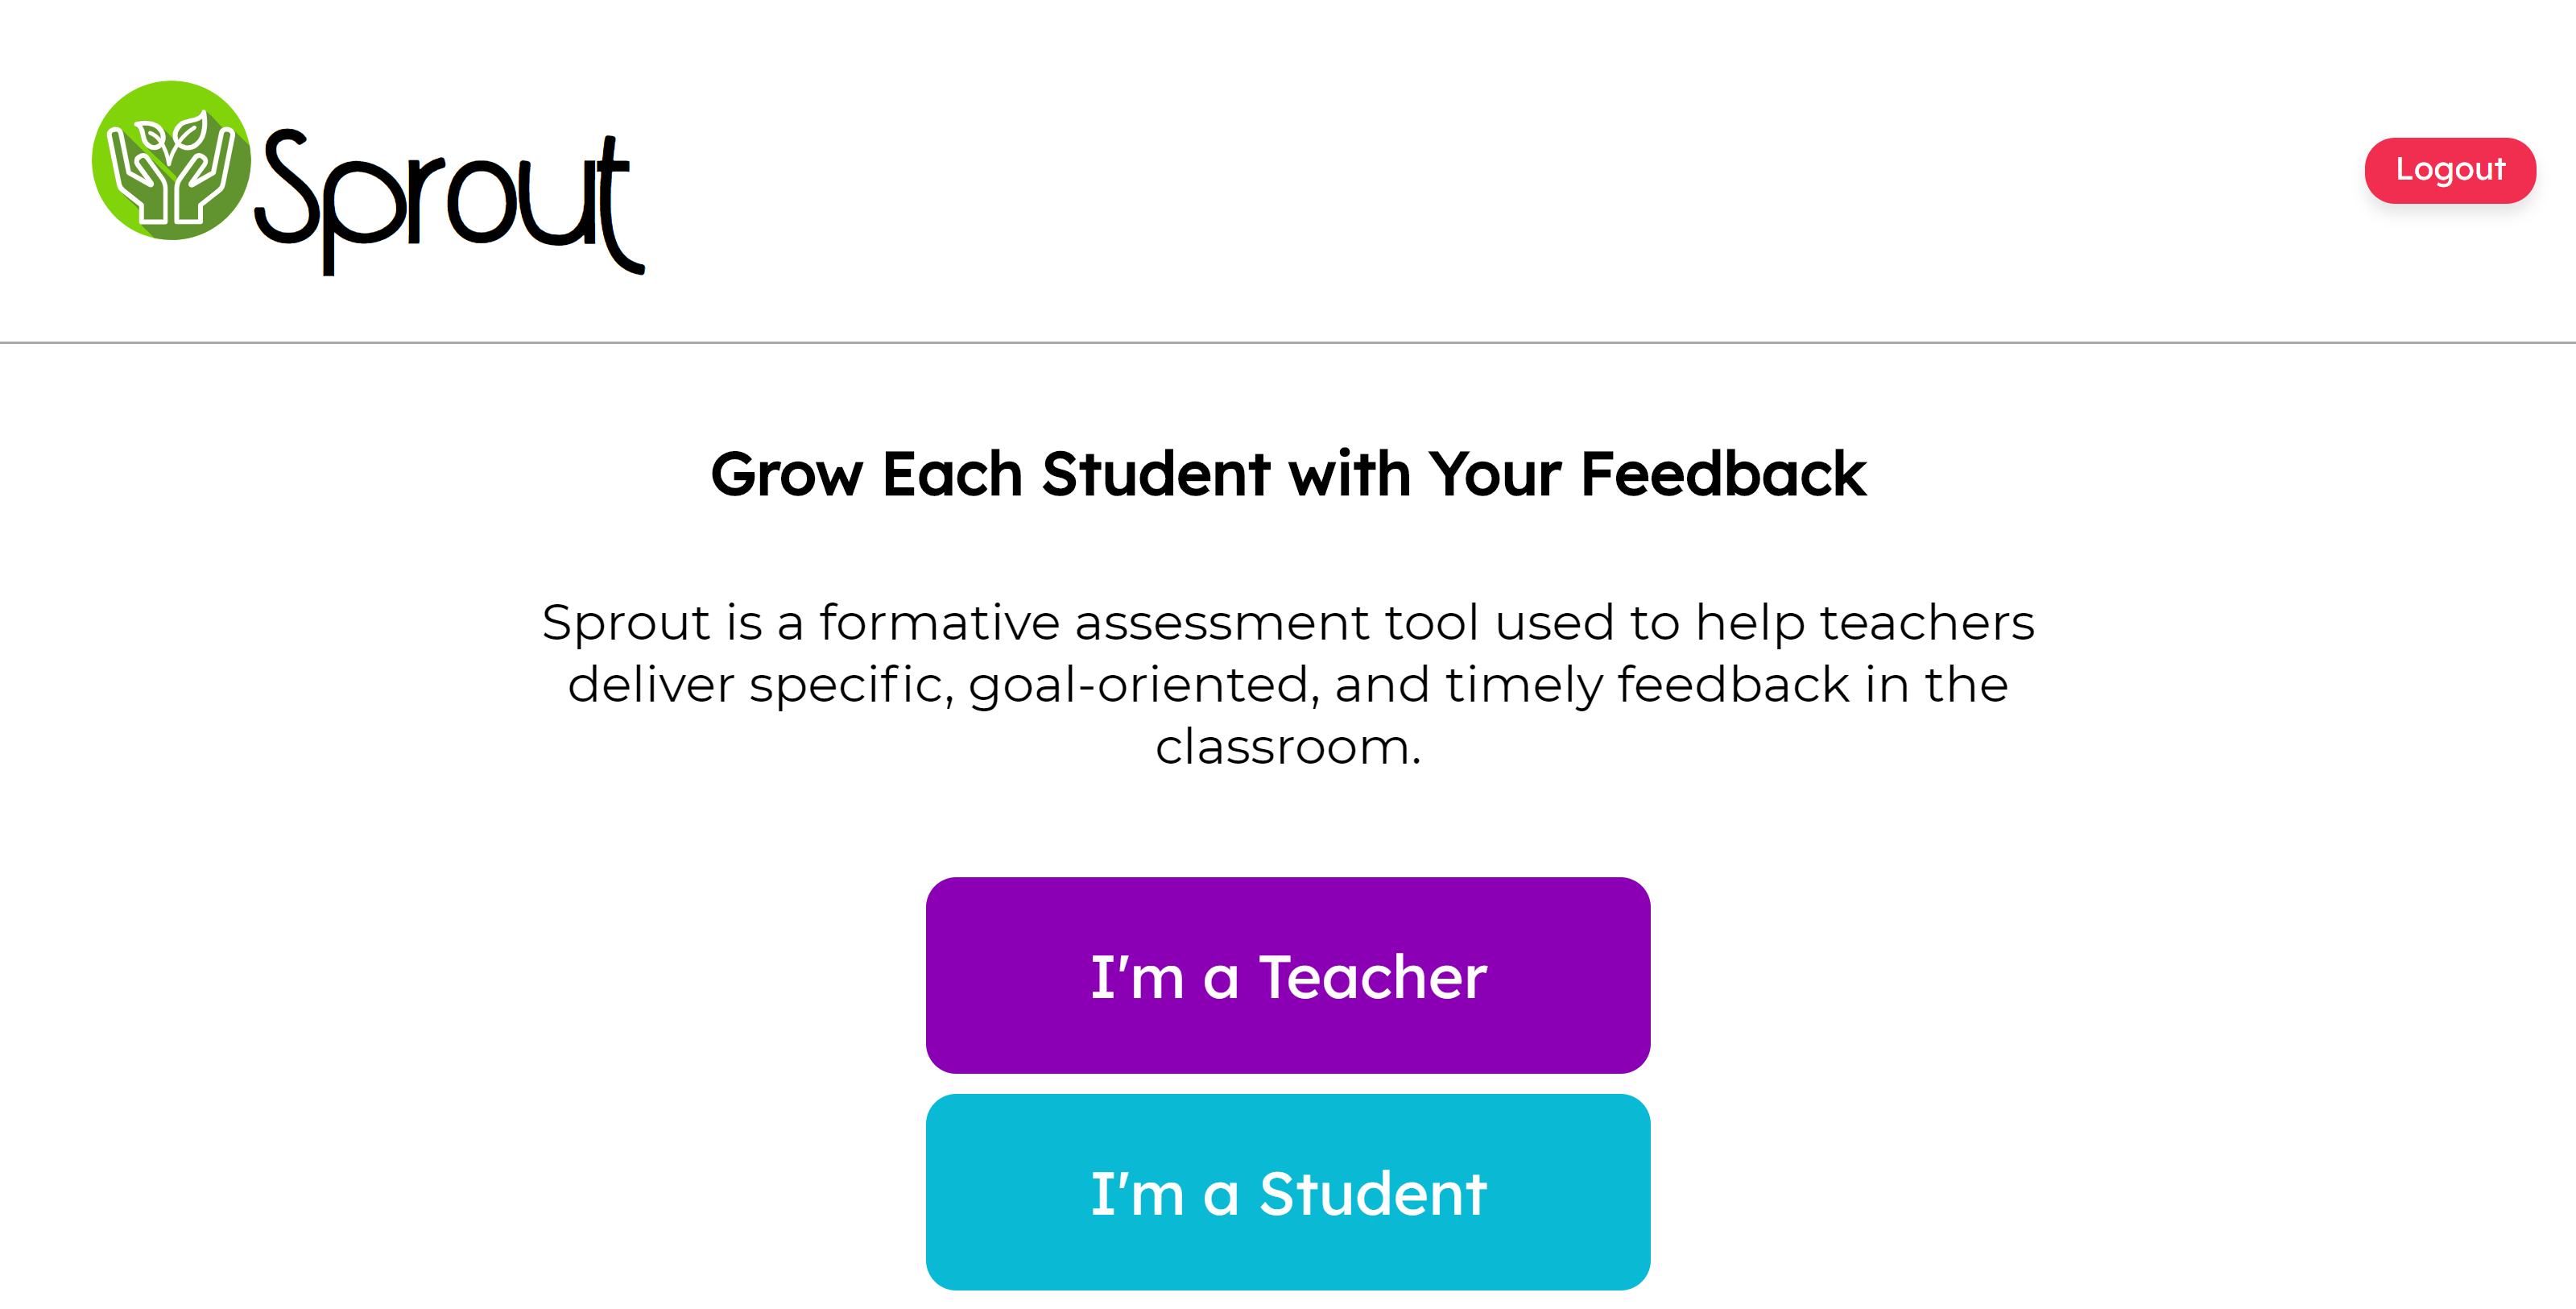 Sprout
Logout
Grow Each Student with Your Feedback
Sprout is a formative assessment tool used to help teachers
deliver specific, goal-oriented, and timely feedback in the
classroom.
I'm a Teacher
I'm a Student